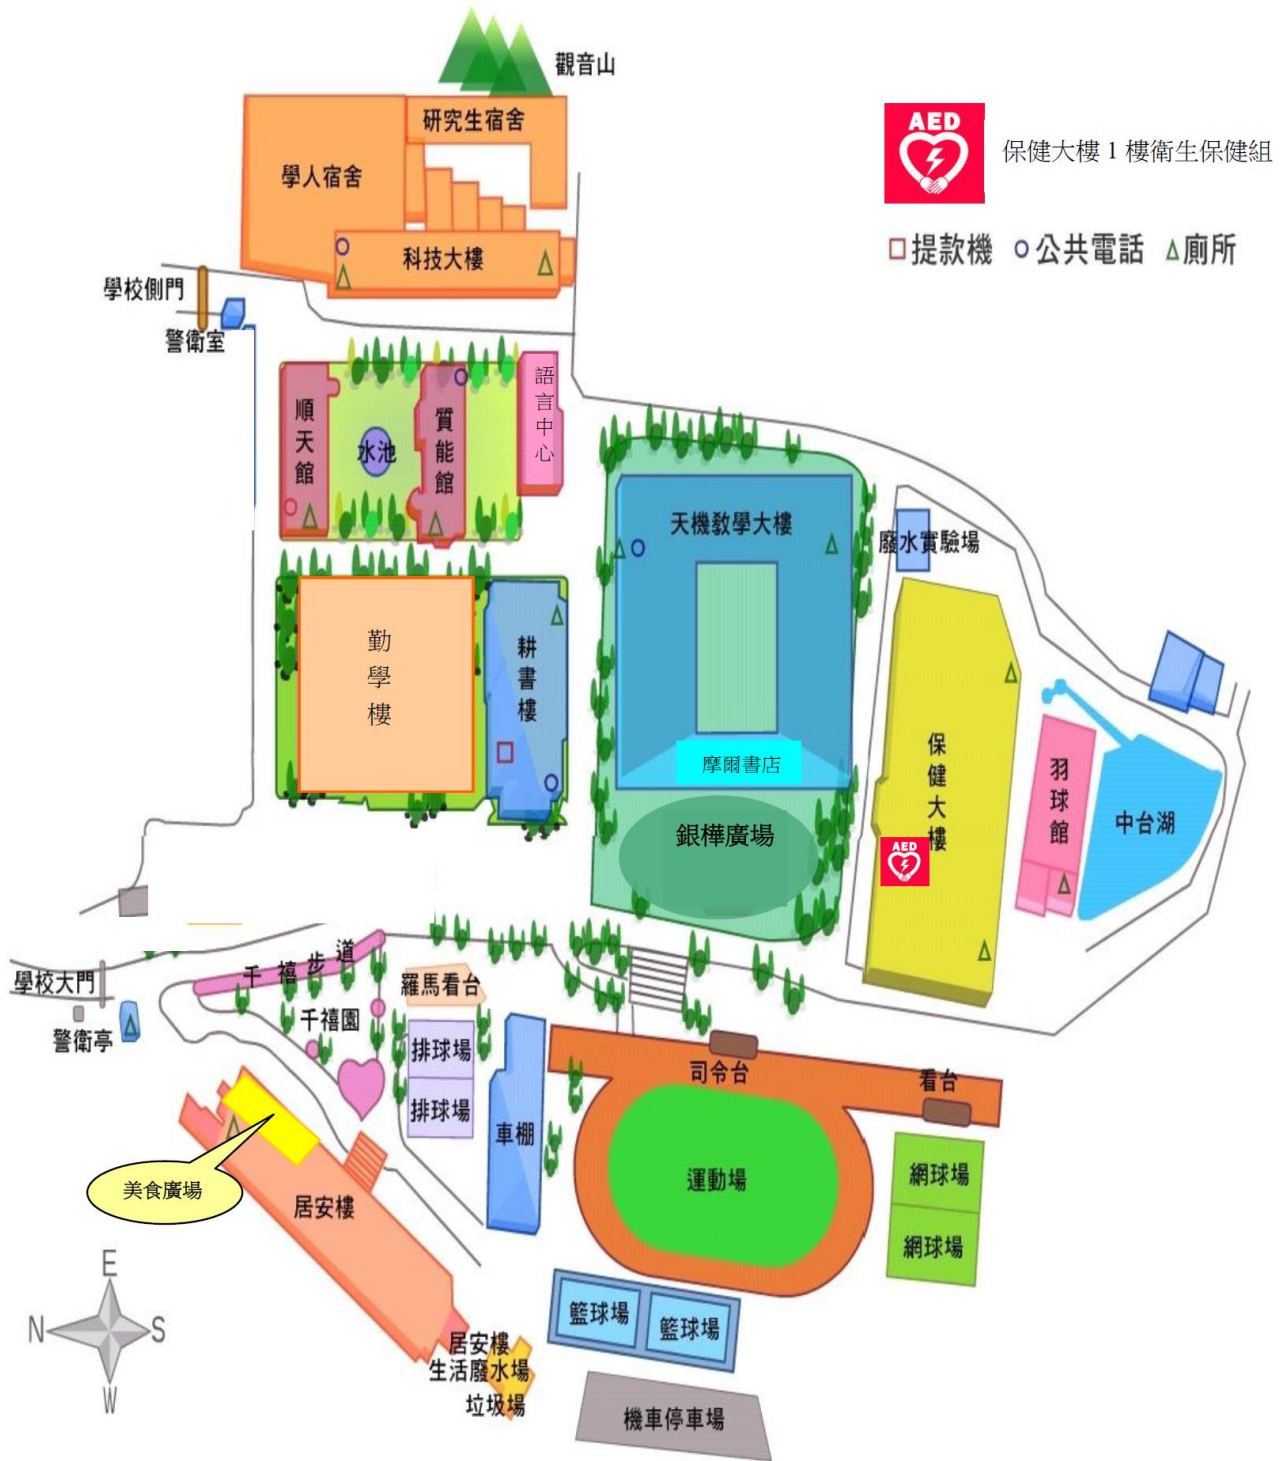 觀音山
研究生宿舍
學人宿舍
科技大樓
AED
保健大樓 1 樓衛生保健組
提款機 公共電話 廁所
學校側門
警衛室
順天館
水池
質能館
語言中心
天機教學大樓
廢水實驗場
勤學樓
耕書樓
摩爾書店
銀樺廣場
保健大樓
AED
羽球館
中台湖
千禧步道
學校大門
警衛亭
千禧園
羅馬看台
排球場
排球場
車棚
司令台
看台
運動場
網球場
網球場
美食廣場
居安樓
籃球場
籃球場
居安樓
生活廢水場
垃圾場
機車停車場
E
N S
W